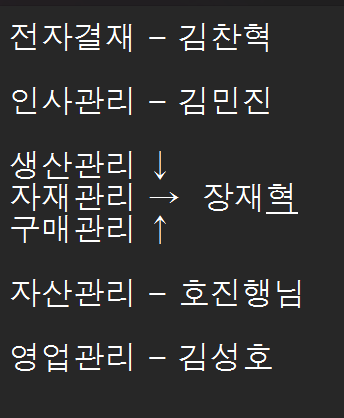 전자결재 – 김찬혁
인사관리 – 김민진
생산관리 ↓
자재관리 → 장재혁
구매관리 ↑
자산관리 – 호진행님
영업관리 – 김성호